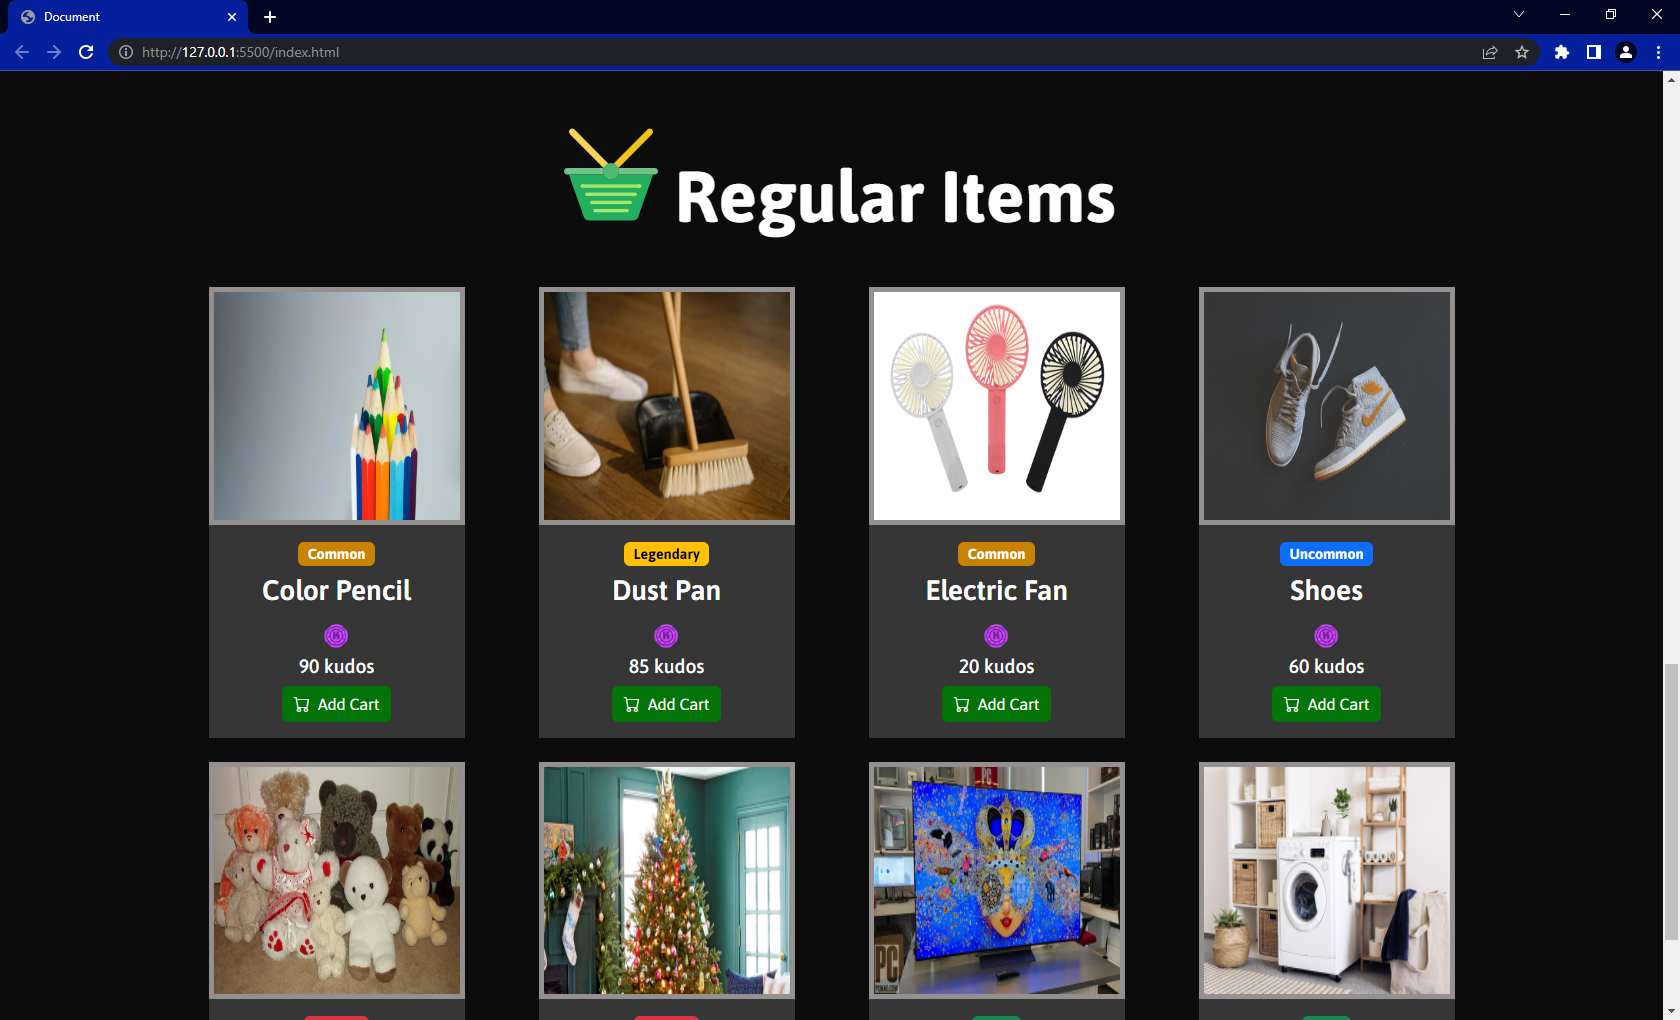 Document
http://127.0.0.1:5500/index.html
Regular Items
Common
Legendary
Common
Uncommon
Color Pencil
Dust Pan
Electric Fan
Shoes
90 kudos
85 kudos
20 kudos
60 kudos
Add Cart
Add Cart
Add Cart
Add Cart
PC
PC